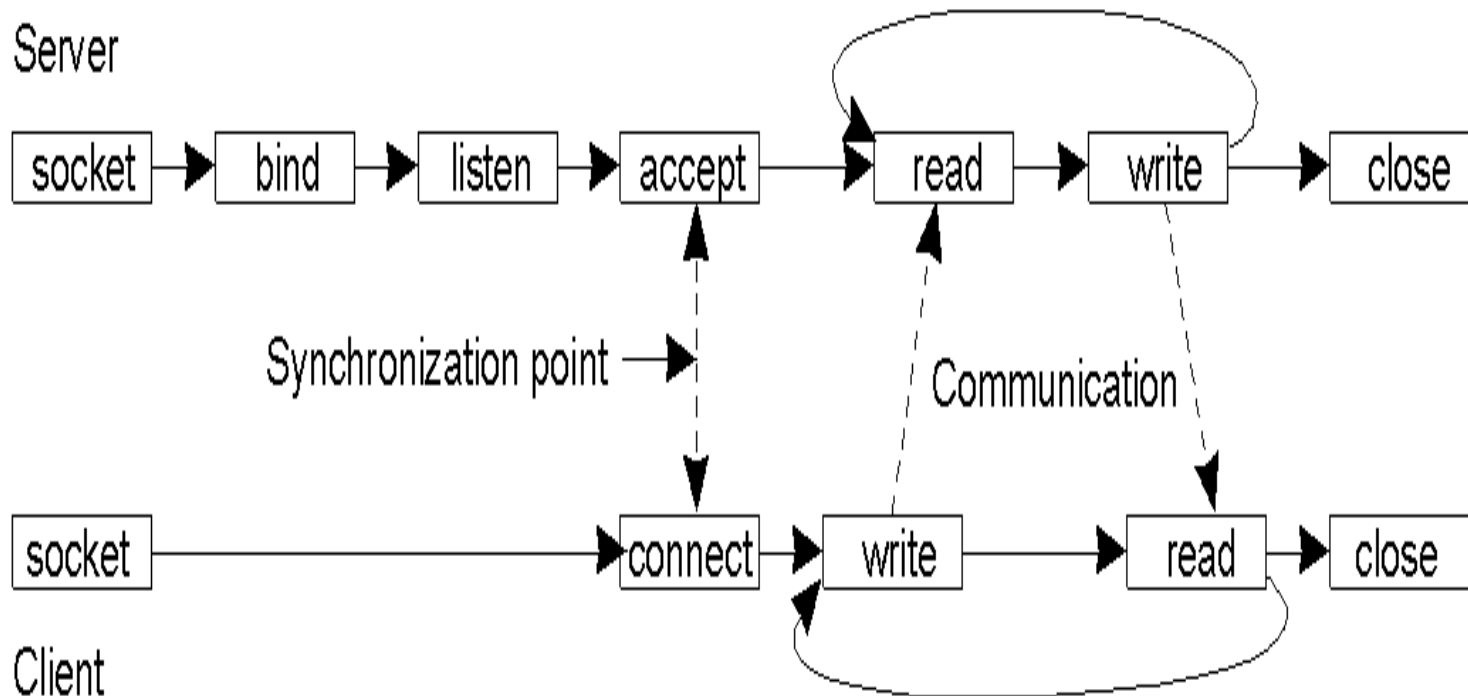 Server
socket bind listen accept read write close
Synchronization point
Communication
socket connect write read close
Client